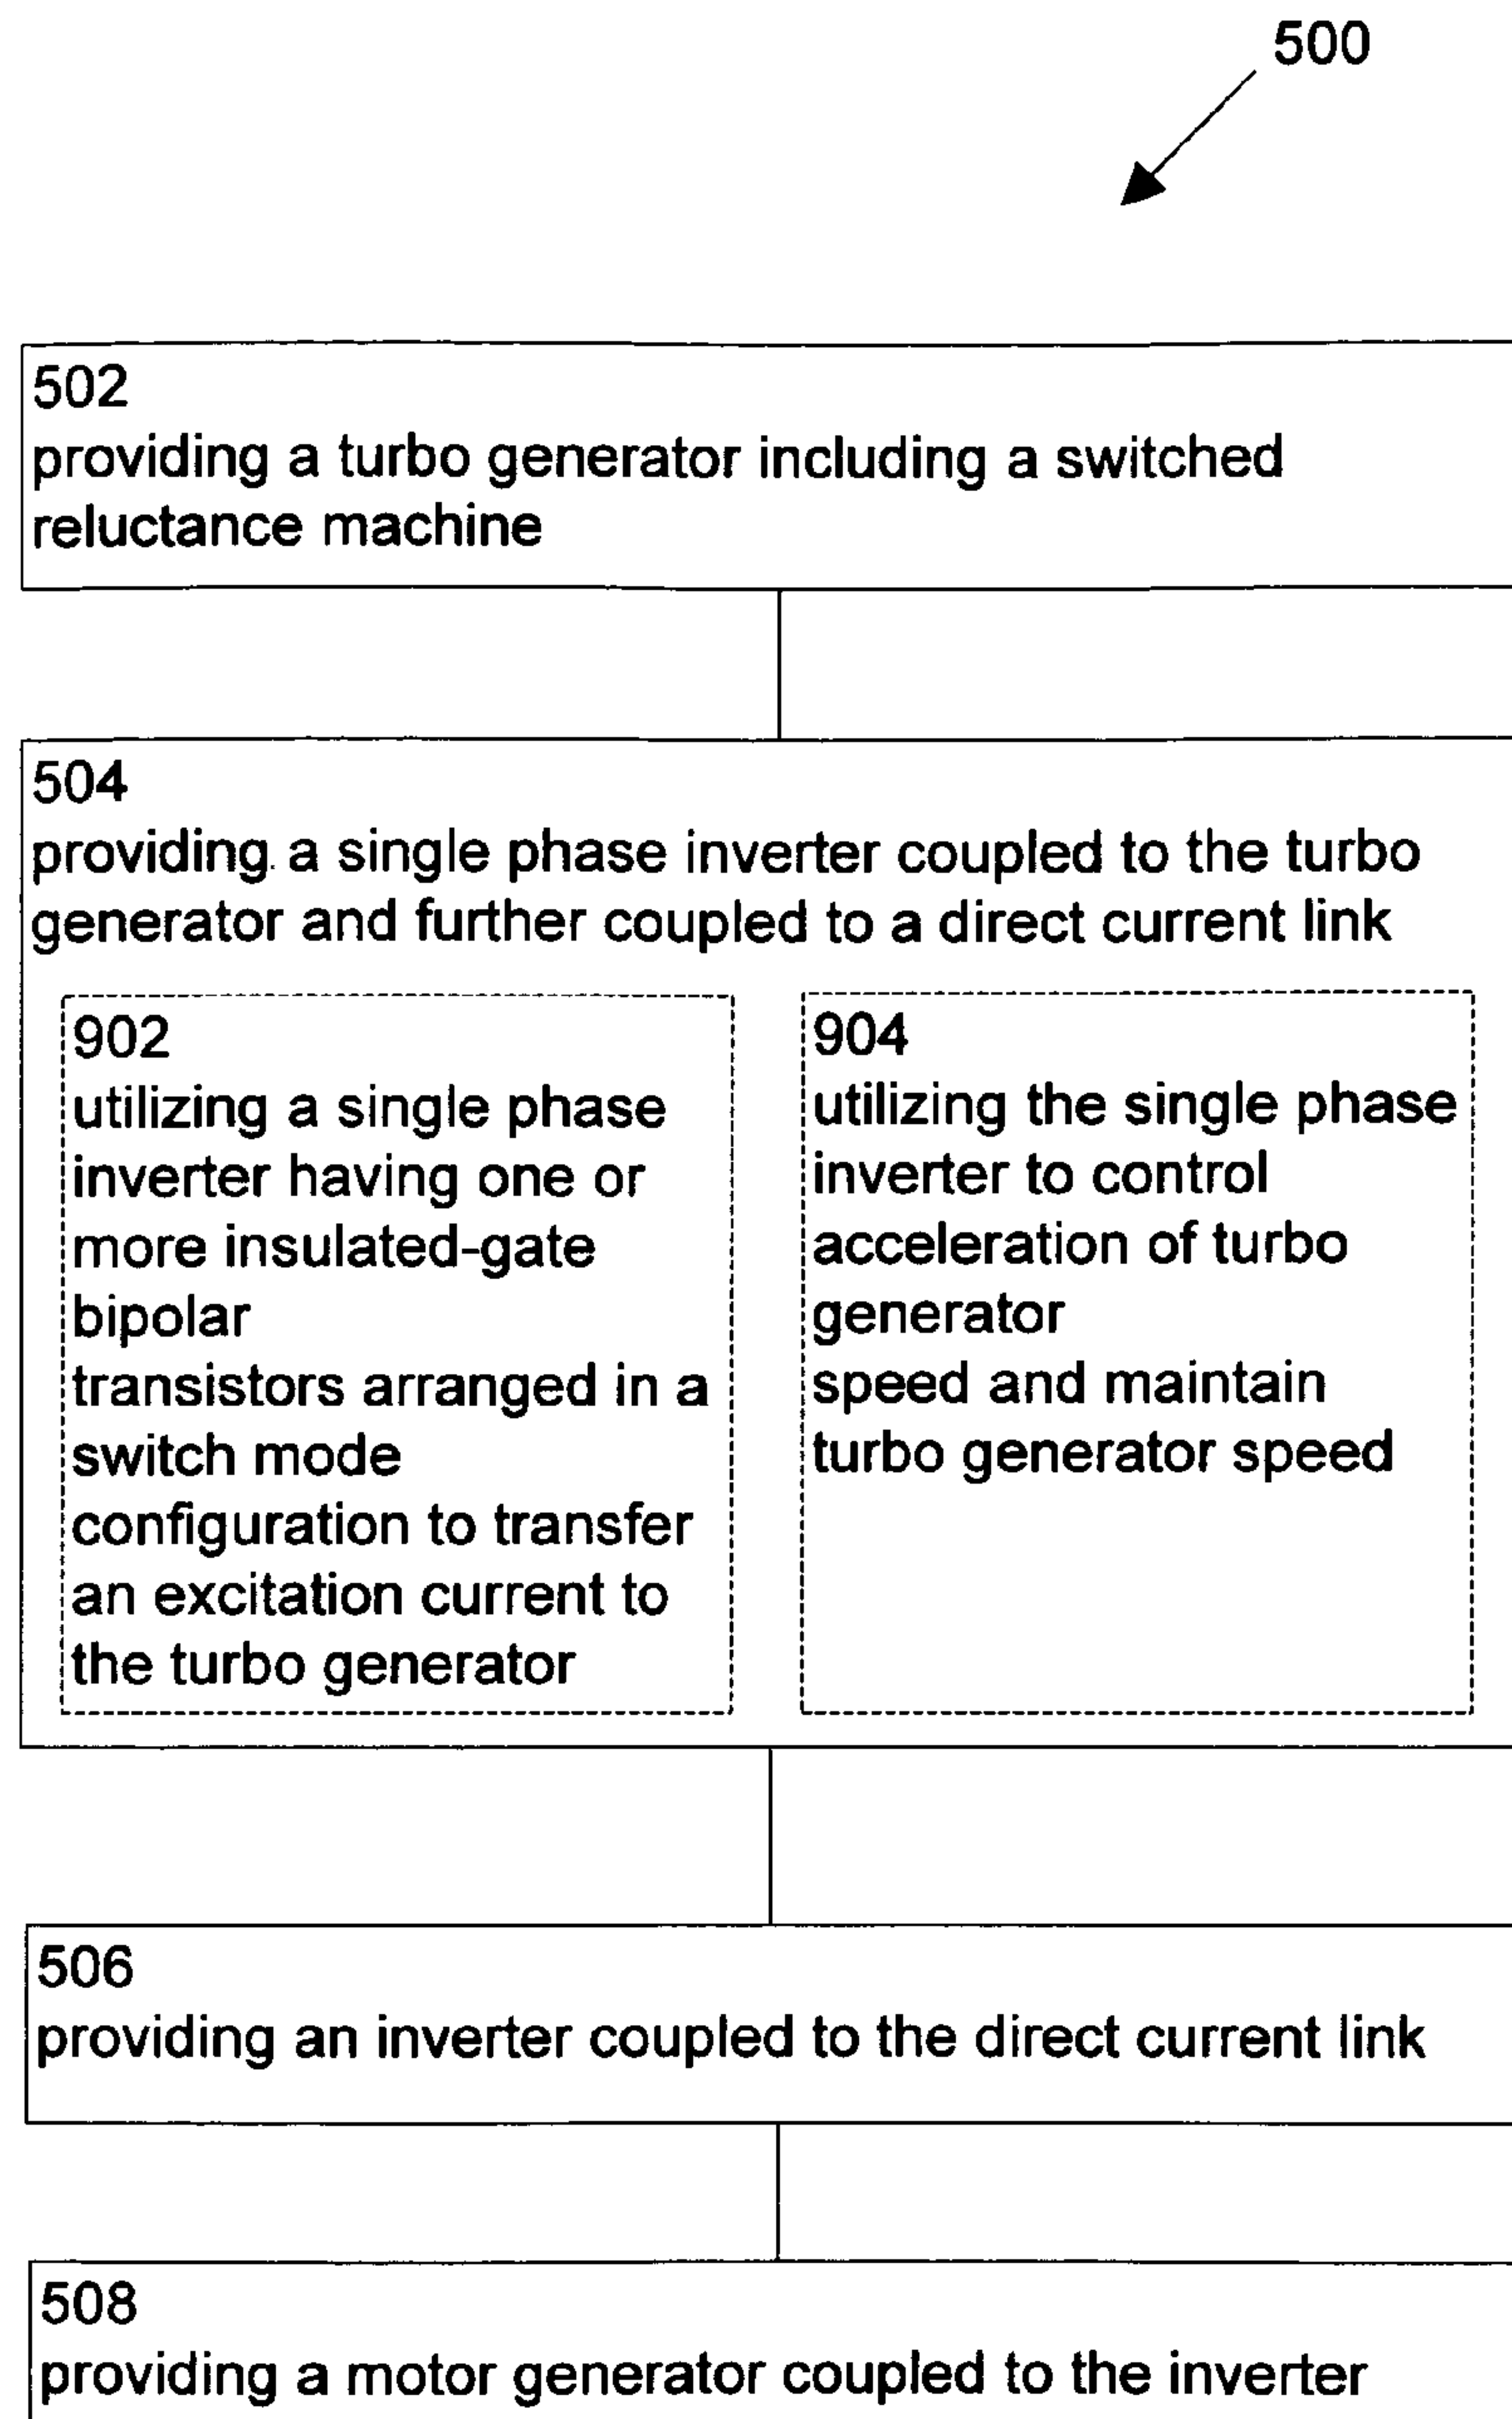 500
502
providing a turbo generator including a switched
reluctance machine
504
providing a single phase inverter coupled to the turbo
generator and further coupled to a direct current link
902
utilizing a single phase
inverter having one or
more insulated-gate
bipolar
transistors arranged in a
switch mode
configuration to transfer
an excitation current to
the turbo generator
904
utilizing the single phase
inverter to control
acceleration of turbo
generator
speed and maintain
turbo generator speed
506
providing an inverter coupled to the direct current link
508
providing a motor generator coupled to the inverter